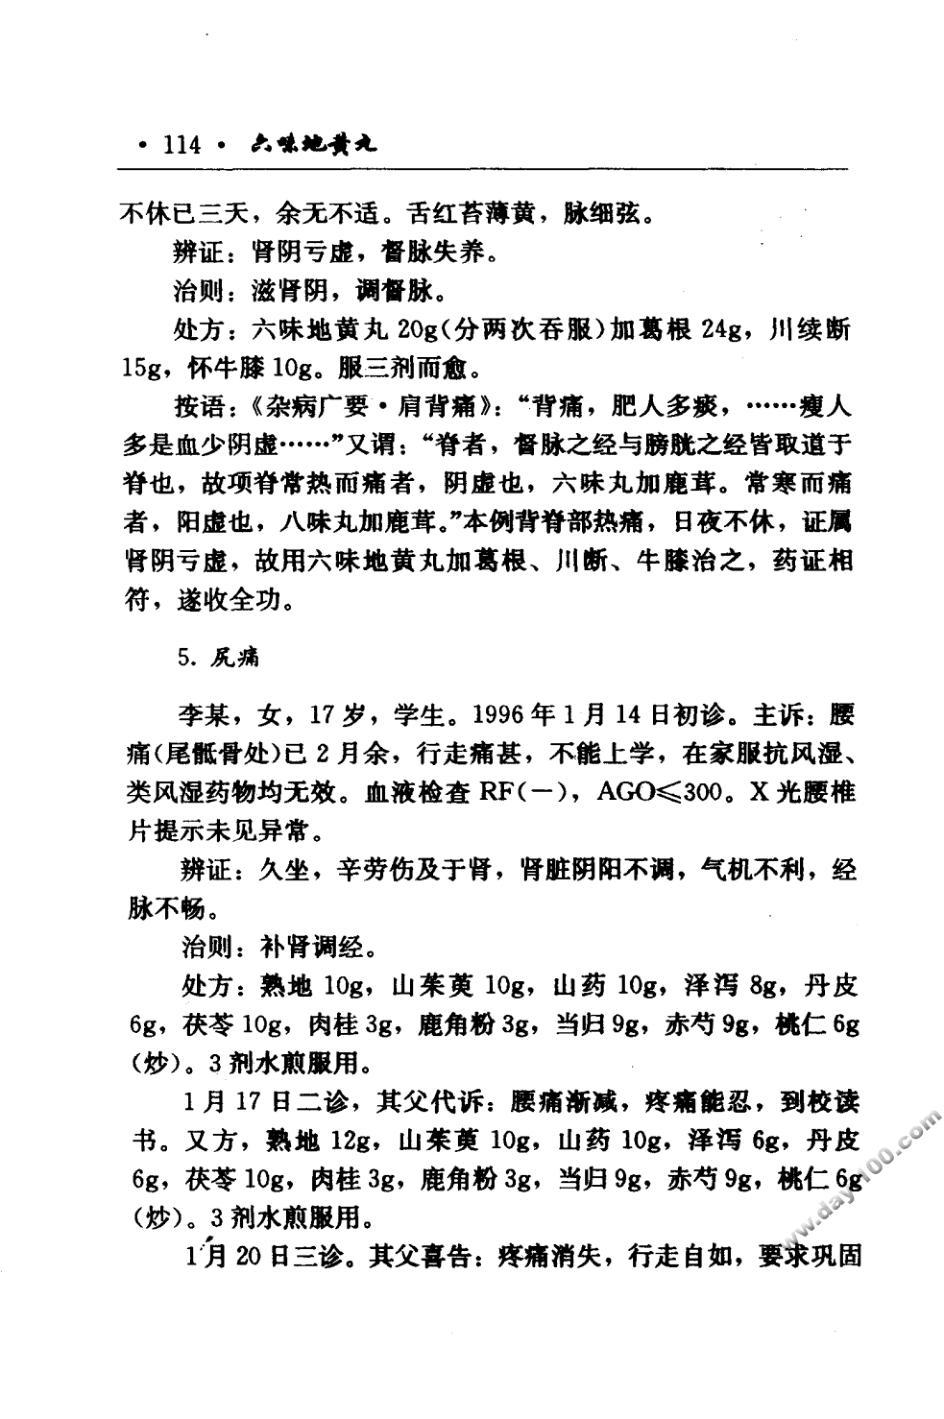 · 114 · 六味地黄丸
不休已三天，余无不适。舌红苔薄黄，脉细弦。
辨证：肾阴亏虚，督脉失养。
治则：滋肾阴，调督脉。
处方：六味地黄丸 20g(分两次吞服)加葛根 24g，川续断
15g，怀牛膝 10g。服三剂而愈。
按语：《杂病广要·肩背痛》：“背痛，肥人多痰，……瘦人
多是血少阴虚……”又谓：“脊者，督脉之经与膀胱之经皆取道于
脊也，故项脊常热而痛者，阴虚也，六味丸加鹿茸。常寒而痛
者，阳虚也，八味丸加鹿茸。”本例背脊部热痛，日夜不休，证属
肾阴亏虚，故用六味地黄丸加葛根、川断、牛膝治之，药证相
符，遂收全功。
5. 尻痛
李某，女，17 岁，学生。1996 年 1 月 14 日初诊。主诉：腰
痛(尾骶骨处)已 2 月余，行走痛甚，不能上学，在家服抗风湿、
类风湿药物均无效。血液检查 RF(一)，AGO≤300。X 光腰椎
片提示未见异常。
辨证：久坐，辛劳伤及于肾，肾脏阴阳不调，气机不利，经
脉不畅。
治则：补肾调经。
处方：熟地 10g，山茱萸 10g，山药 10g，泽泻 8g，丹皮
6g，茯苓 10g，肉桂 3g，鹿角粉 3g，当归 9g，赤芍 9g，桃仁 6g
(炒)。3 剂水煎服用。
1 月 17 日二诊，其父代诉：腰痛渐减，疼痛能忍，到校读
书。又方，熟地 12g，山茱萸 10g，山药 10g，泽泻 6g，丹皮
6g，茯苓 10g，肉桂 3g，鹿角粉 3g，当归 9g，赤芍 9g，桃仁 6g
(炒)。3 剂水煎服用。
1 月 20 日三诊。其父喜告：疼痛消失，行走自如，要求巩固
www.day100.com